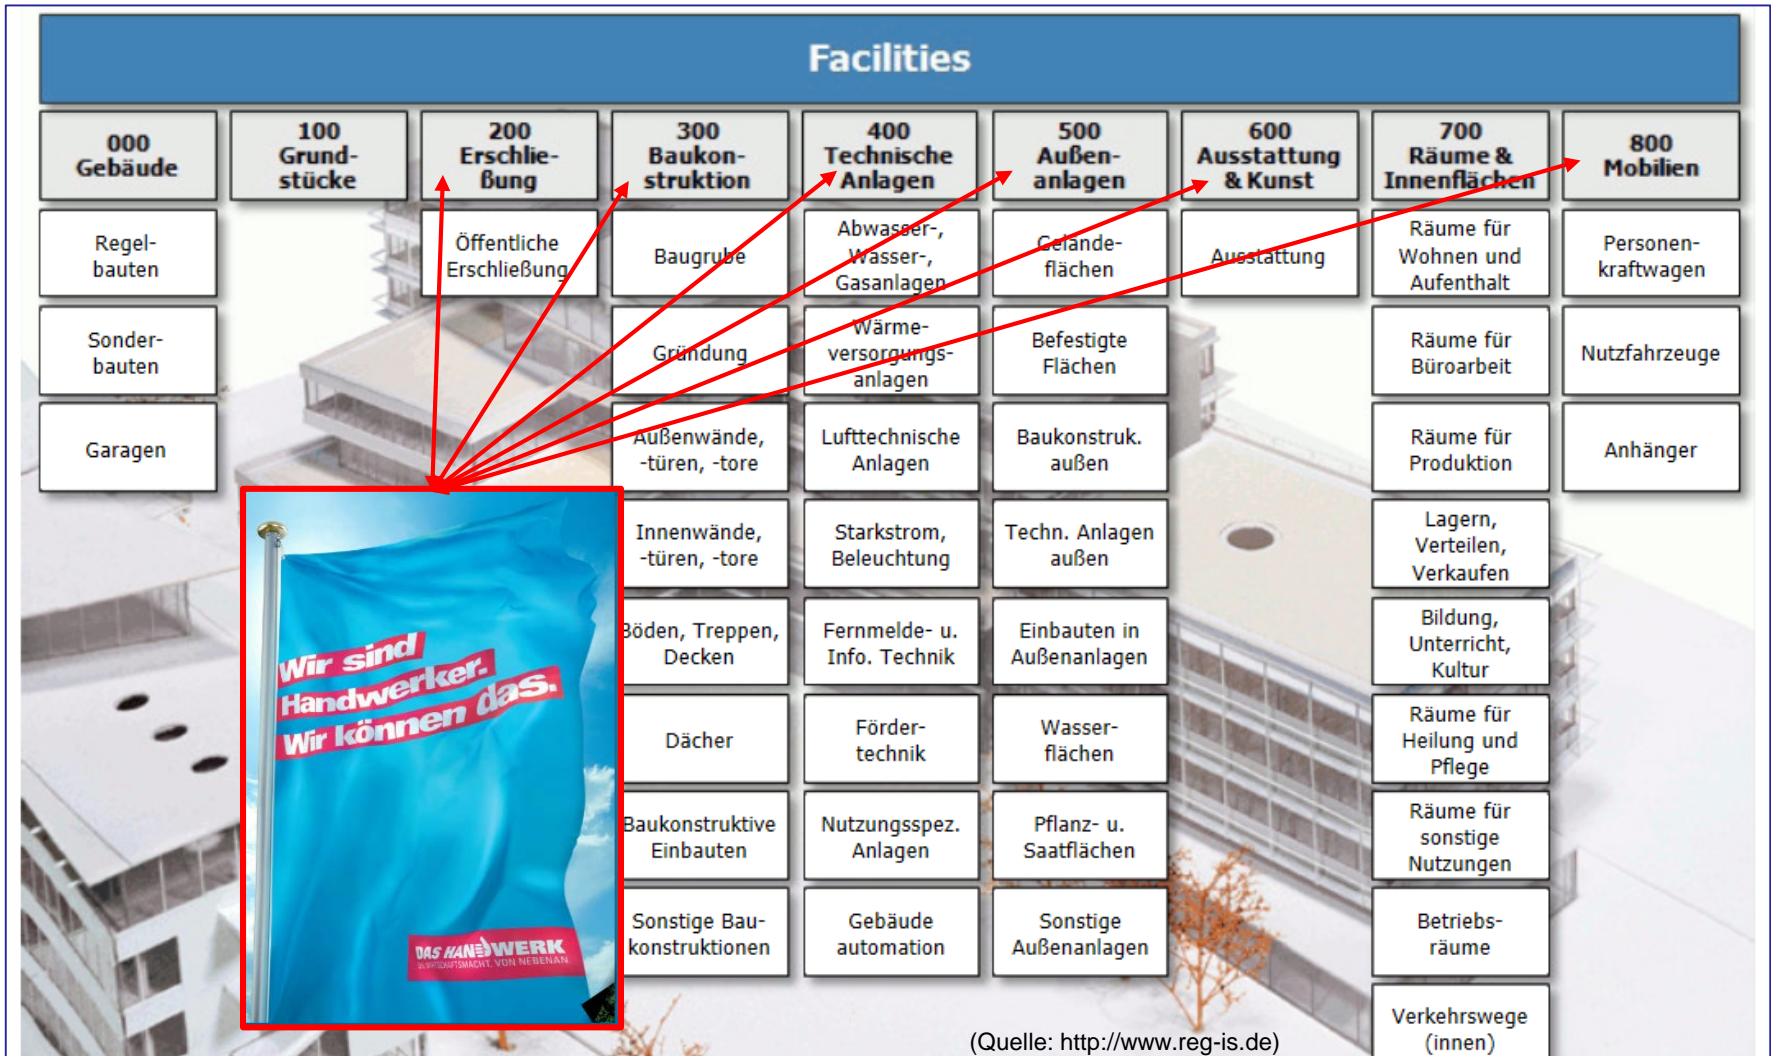 Facilities
000
Gebäude
100
Grund-
stücke
200
Erschlie-
ßung
300
Baukon-
struktion
400
Technische
Anlagen
500
Außen-
anlagen
600
Ausstattung
& Kunst
700
Räume &
Innenflächen
800
Mobilien
Regel-
bauten
Sonder-
bauten
Garagen
Öffentliche
Erschließung
Baugrube
Gründung
Außenwände,
-türen, -tore
Innenwände,
-türen, -tore
Böden, Treppen,
Decken
Dächer
Baukonstruktive
Einbauten
Sonstige Bau-
konstruktionen
Abwasser-,
Wasser-,
Gasanlagen
Wärme-
versorgungs-
anlagen
Lufttechnische
Anlagen
Starkstrom,
Beleuchtung
Fernmelde- u.
Info. Technik
Förder-
technik
Nutzungsspez.
Anlagen
Gebäude
automation
Gelände-
flächen
Befestigte
Flächen
Baukonstruk.
außen
Techn. Anlagen
außen
Einbauten in
Außenanlagen
Wasser-
flächen
Pflanz- u.
Saatflächen
Sonstige
Außenanlagen
Ausstattung
Räume für
Wohnen und
Aufenthalt
Räume für
Büroarbeit
Räume für
Produktion
Lagern,
Verteilen,
Verkaufen
Bildung,
Unterricht,
Kultur
Räume für
Heilung und
Pflege
Räume für
sonstige
Nutzungen
Betriebs-
räume
Verkehrswege
(innen)
Personen-
kraftwagen
Nutzfahrzeuge
Anhänger
Wir sind
Handwerker.
Wir können das.
DAS HANDWERK
DIE WIRTSCHAFTSMACHT. VON NEBENAN.
(Quelle: http://www.reg-is.de)